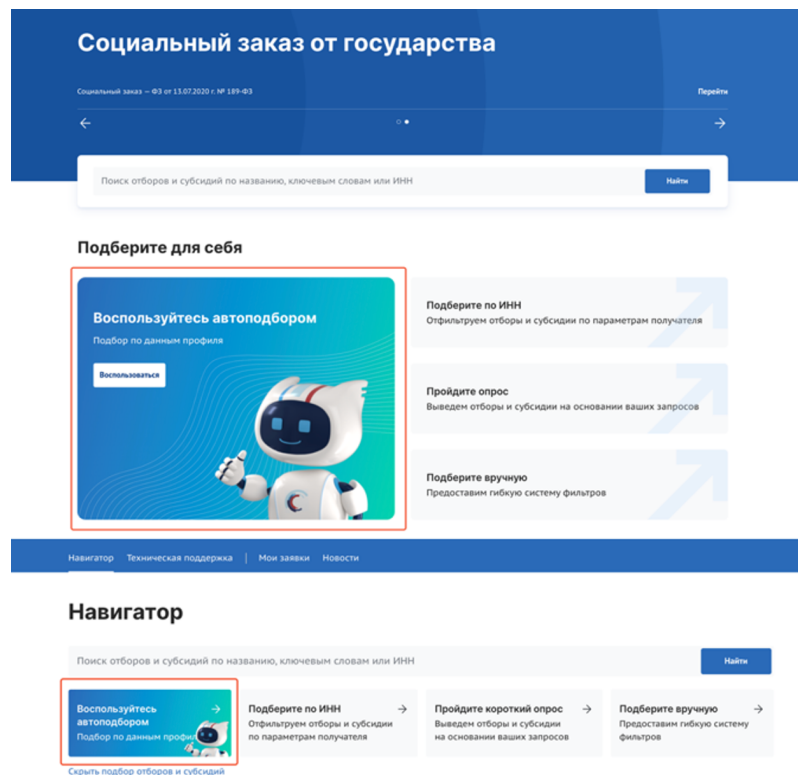 Социальный заказ от государства
Социальный заказ — ФЗ от 13.07.2020 г. № 189-ФЗ
Перейти
Поиск отборов и субсидий по названию, ключевым словам или ИНН
Найти
Подберите для себя
Воспользуйтесь автоподбором
Подбор по данным профиля
Воспользоваться
Подберите по ИНН
Отфильтруем отборы и субсидии по параметрам получателя
Пройдите опрос
Выведем отборы и субсидии на основании ваших запросов
Подберите вручную
Предоставим гибкую систему фильтров
Навигатор Техническая поддержка | Мои заявки Новости
Навигатор
Поиск отборов и субсидий по названию, ключевым словам или ИНН
Найти
Воспользуйтесь
автоподбором
Подбор по данным профиля
Подберите по ИНН
Отфильтруем отборы и субсидии
по параметрам получателя
Пройдите короткий опрос
Выведем отборы и субсидии
на основании ваших запросов
Подберите вручную
Предоставим гибкую систему
фильтров
Скрыть подбор отборов и субсидий